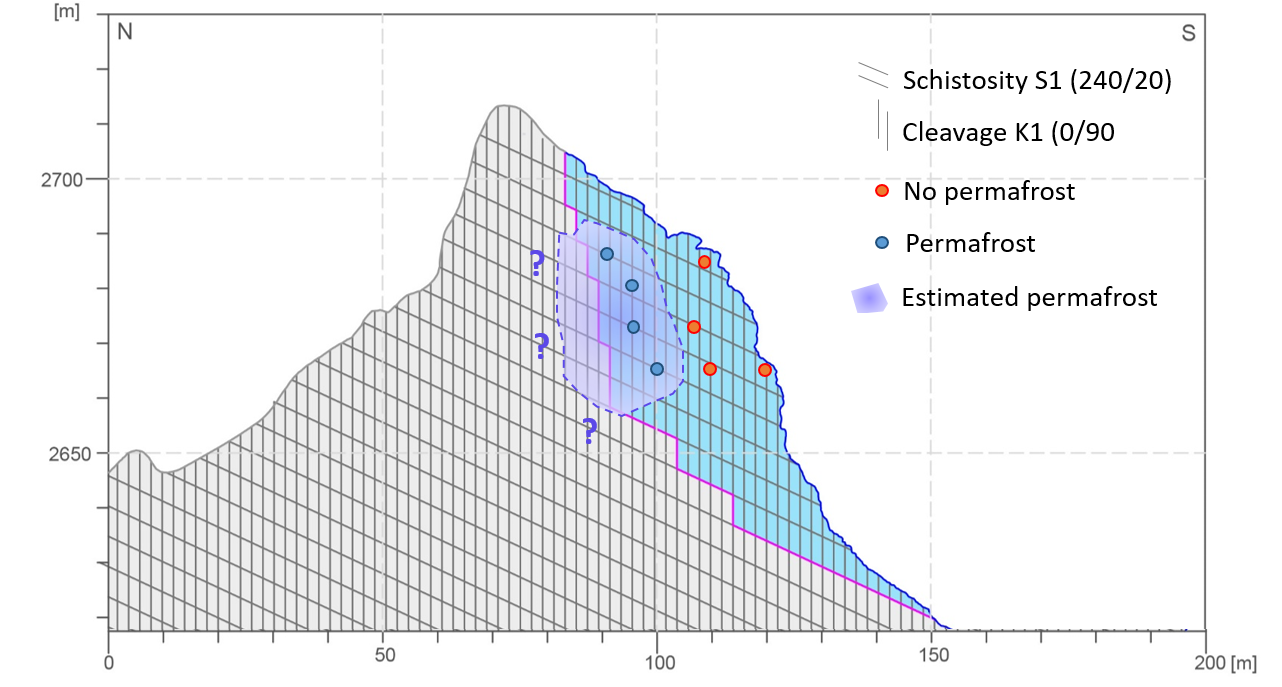 [m]
N
S
Schistosity S1 (240/20)
Cleavage K1 (0/90
2700
No permafrost
Permafrost
?
Estimated permafrost
?
?
2650
0
50
100
150
200 [m]